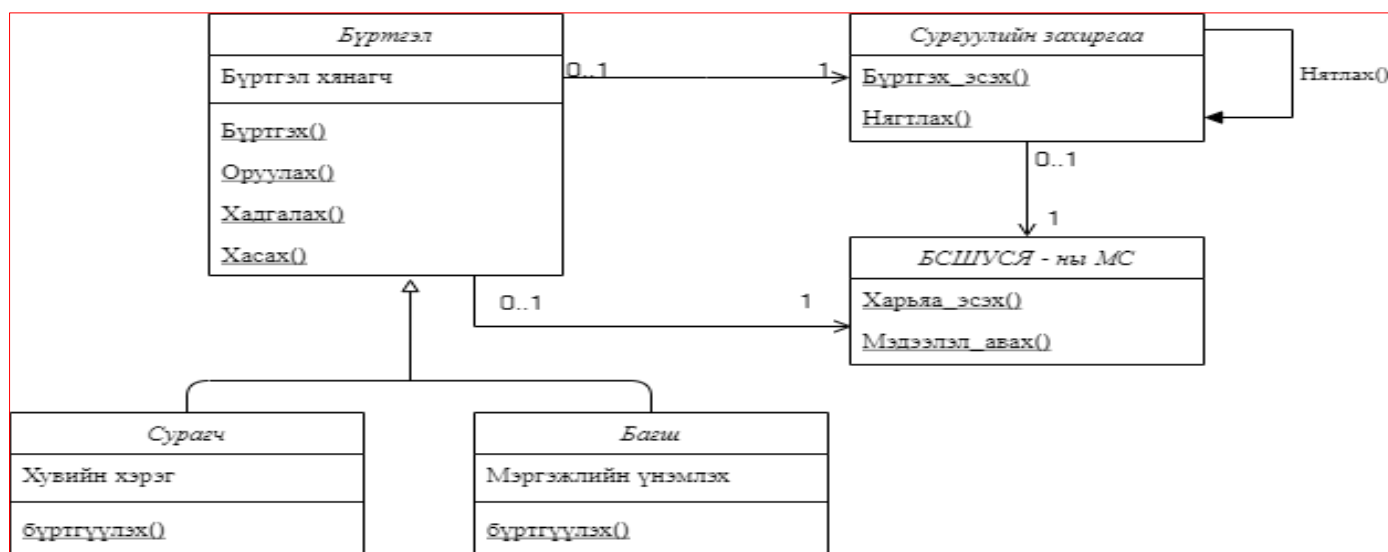 Бүртгэл
Бүртгэл хянагч
Бүртгэх()
Оруулах()
Хадгалах()
Хасах()
0..1
1
Сургуулийн захиргаа
Бүртгэх_эсэх()
Нягтлах()
Нятлах()
0..1
1
БСШУСЯ - ны МС
Харьяа_эсэх()
Мэдээлэл_авах()
0..1
1
Сурагч
Хувийн хэрэг
бүртгүүлэх()
Багш
Мэргэжлийн үнэмлэх
бүртгүүлэх()